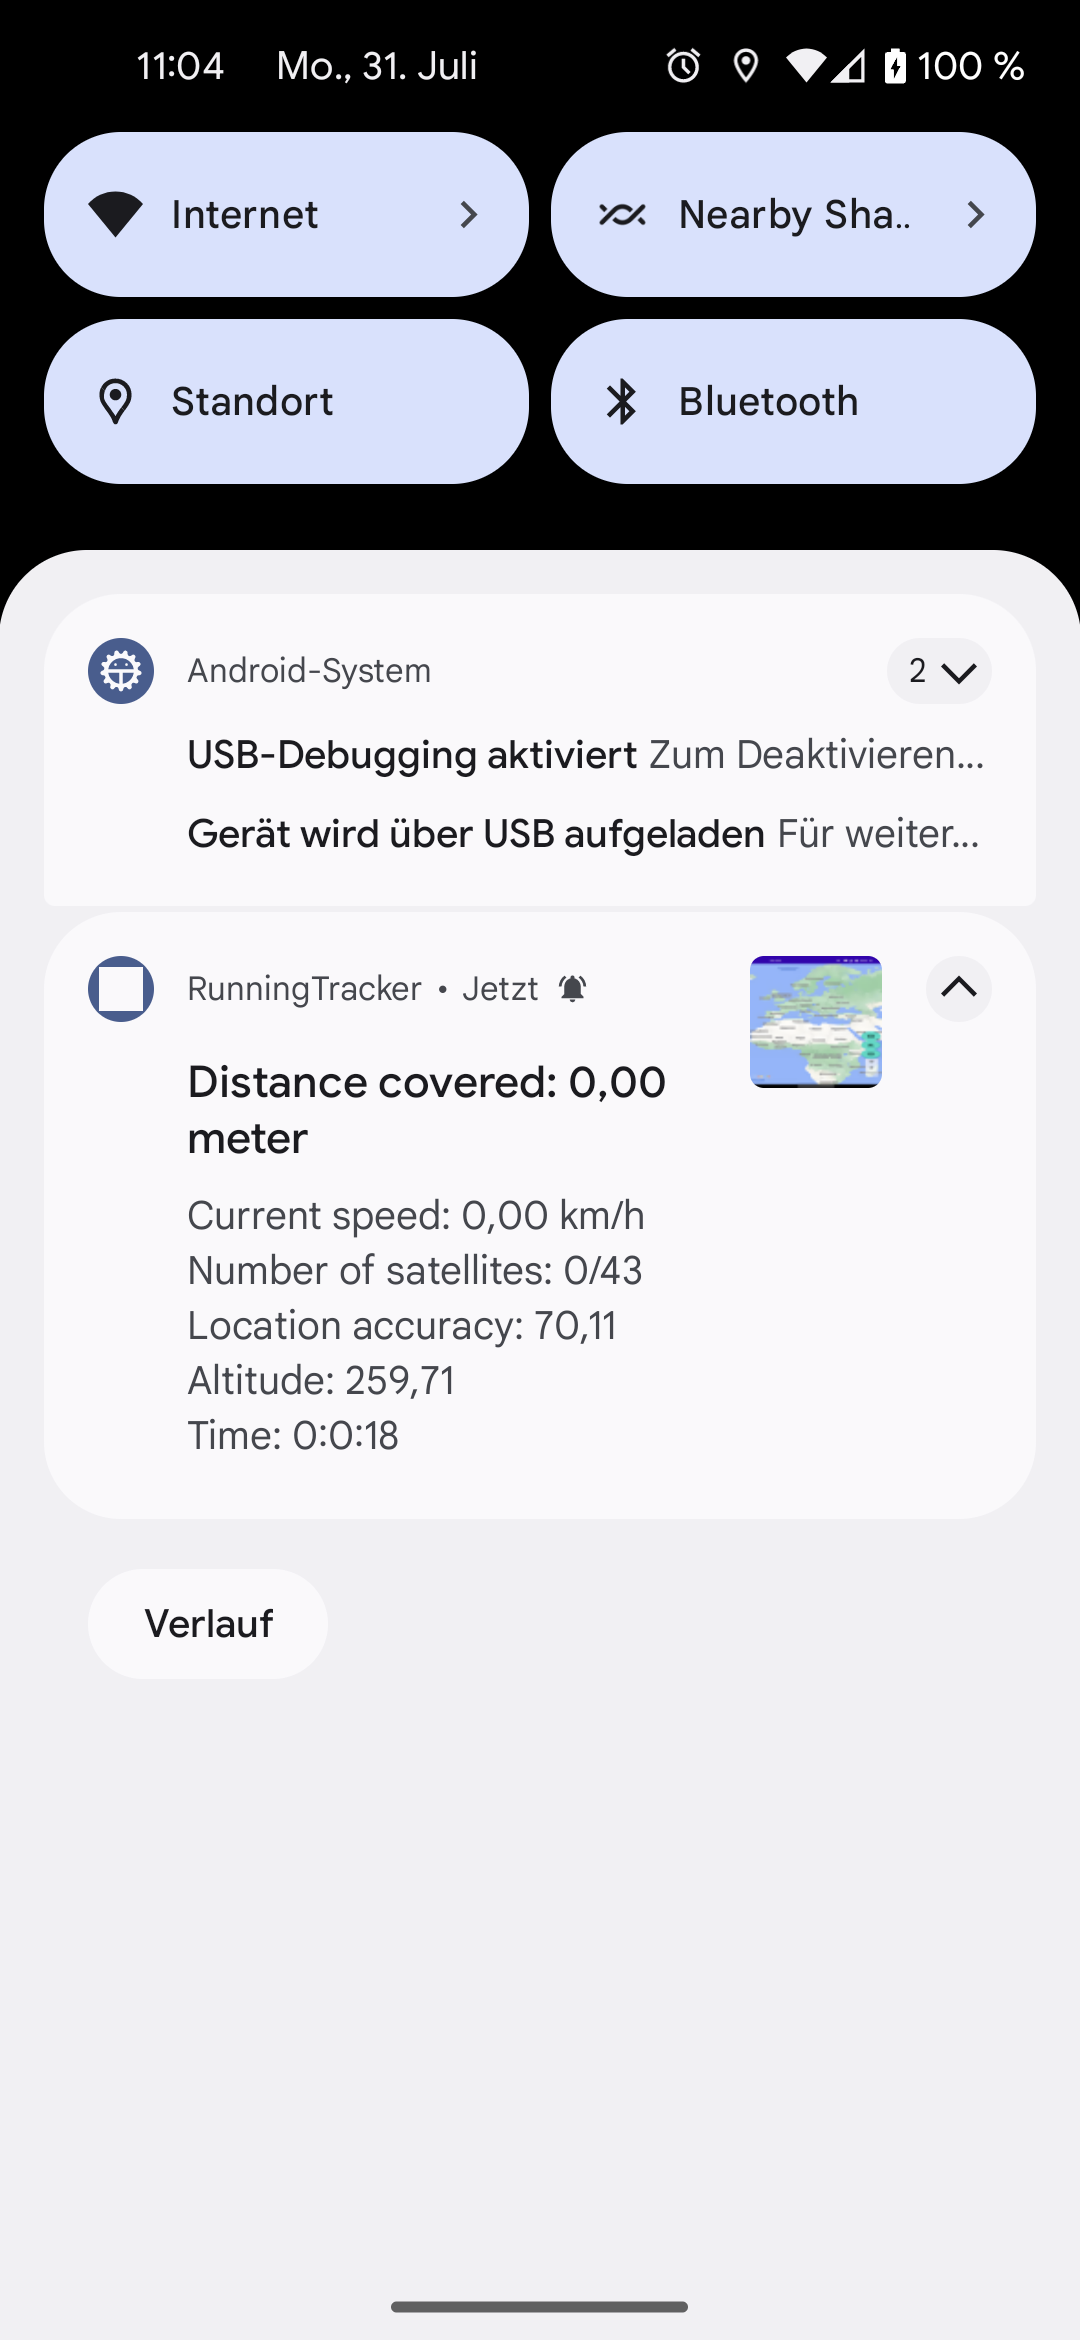 11:04 Mo., 31. Juli 100 %
Internet
Nearby Sha..
Standort
Bluetooth
Android-System 2
USB-Debugging aktiviert Zum Deaktivieren...
Gerät wird über USB aufgeladen Für weiter...
RunningTracker • Jetzt
Distance covered: 0,00
meter
Current speed: 0,00 km/h
Number of satellites: 0/43
Location accuracy: 70,11
Altitude: 259,71
Time: 0:0:18
Verlauf